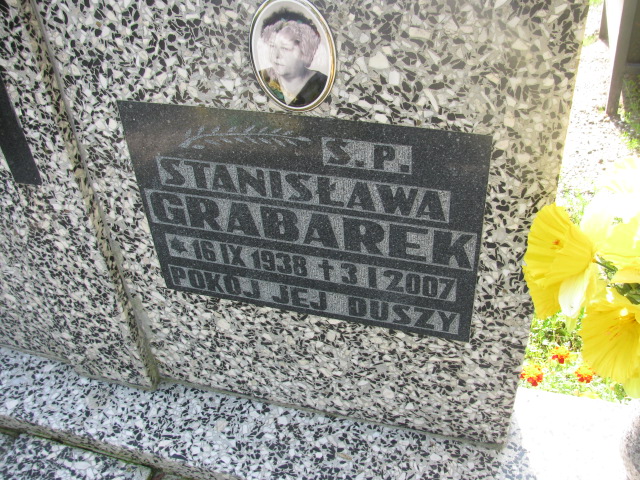 Ś.P.
STANISŁAWA
GRABAREK
* 16 IX 1938 + 3 I 2007
POKÓJ JEJ DUSZY